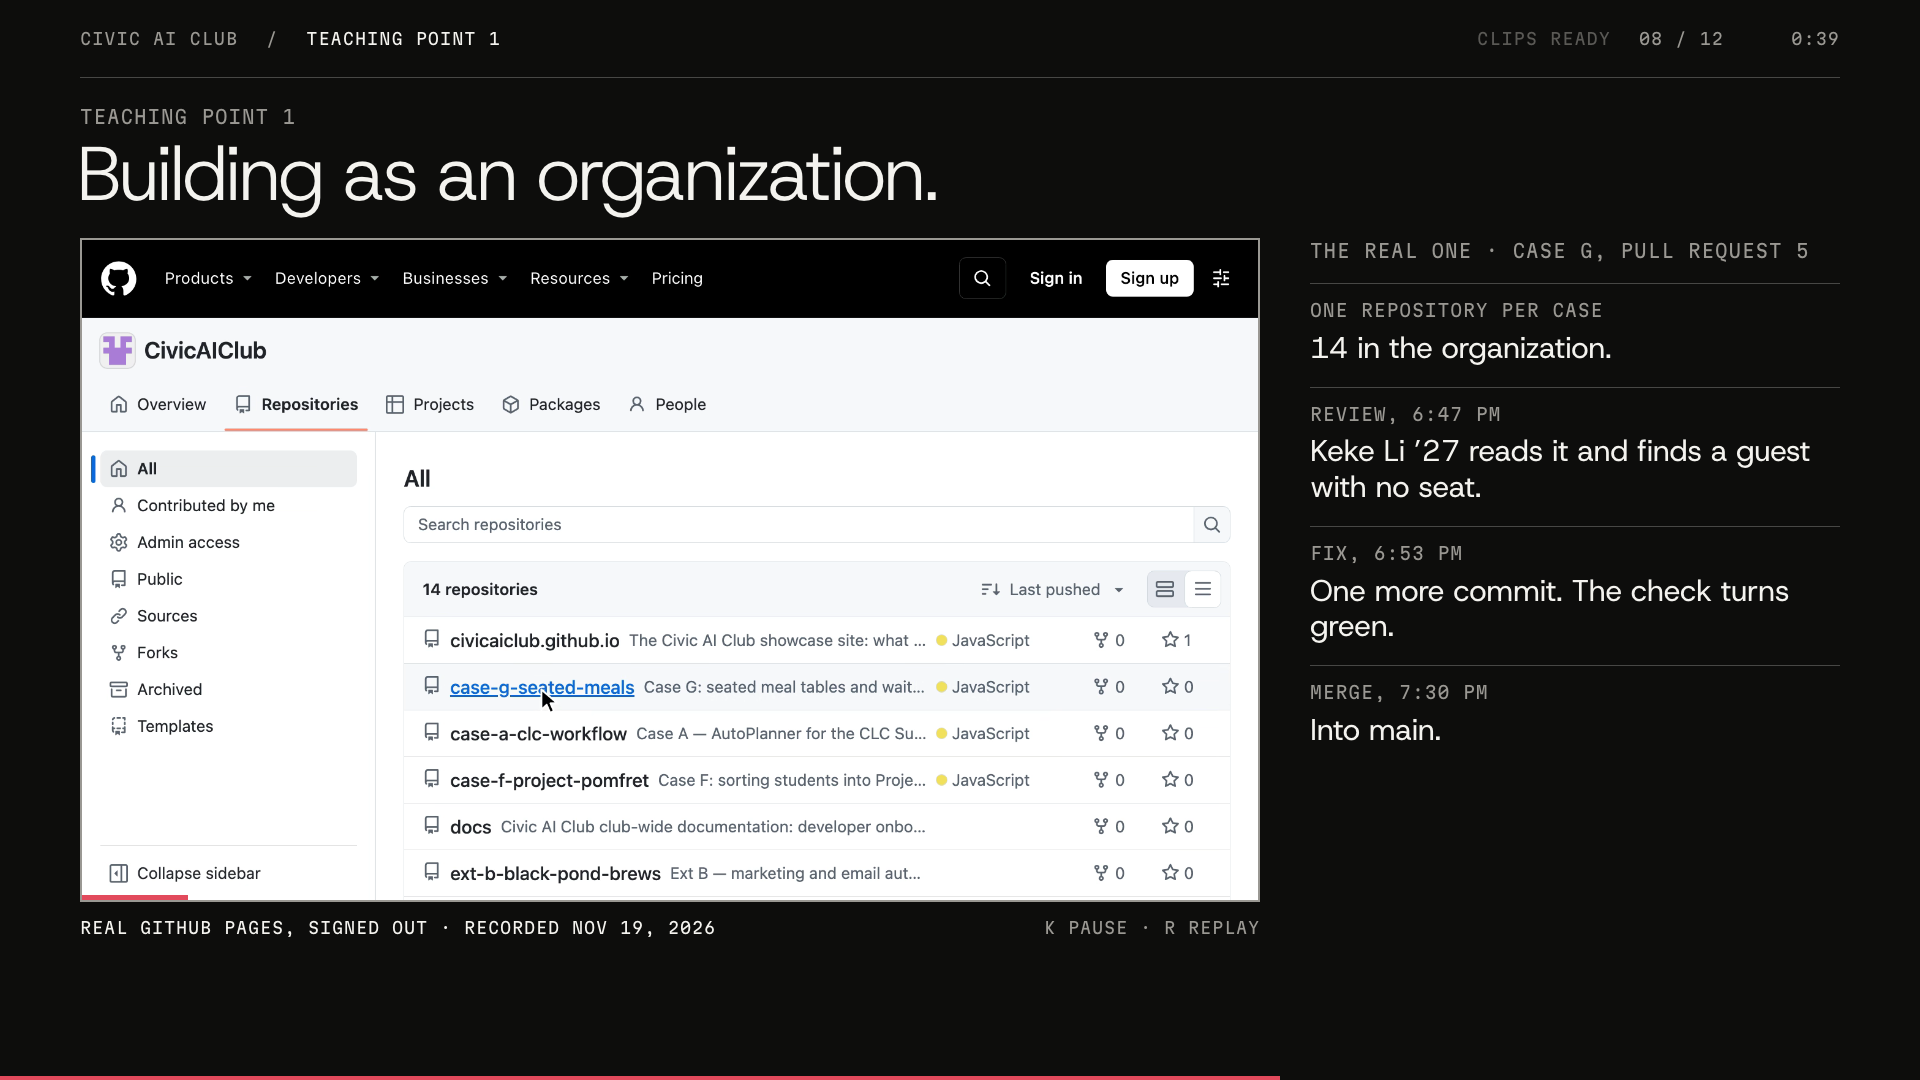 CIVIC AI CLUB / TEACHING POINT 1
CLIPS READY 08 / 12 0:39
TEACHING POINT 1
Building as an organization.
Products Developers Businesses Resources Pricing Sign in Sign up
CivicAIClub
Overview Repositories Projects Packages People
All
Contributed by me
Admin access
Public
Sources
Forks
Archived
Templates
Collapse sidebar
All
Search repositories
14 repositories Last pushed
civicaiclub.github.io The Civic AI Club showcase site: what ... JavaScript 0 1
case-g-seated-meals Case G: seated meal tables and wait... JavaScript 0 0
case-a-clc-workflow Case A — AutoPlanner for the CLC Su... JavaScript 0 0
case-f-project-pomfret Case F: sorting students into Proje... JavaScript 0 0
docs Civic AI Club club-wide documentation: developer onbo... 0 0
ext-b-black-pond-brews Ext B — marketing and email aut... 0 0
REAL GITHUB PAGES, SIGNED OUT · RECORDED NOV 19, 2026
K PAUSE · R REPLAY
THE REAL ONE · CASE G, PULL REQUEST 5
ONE REPOSITORY PER CASE
14 in the organization.
REVIEW, 6:47 PM
Keke Li ’27 reads it and finds a guest
with no seat.
FIX, 6:53 PM
One more commit. The check turns
green.
MERGE, 7:30 PM
Into main.